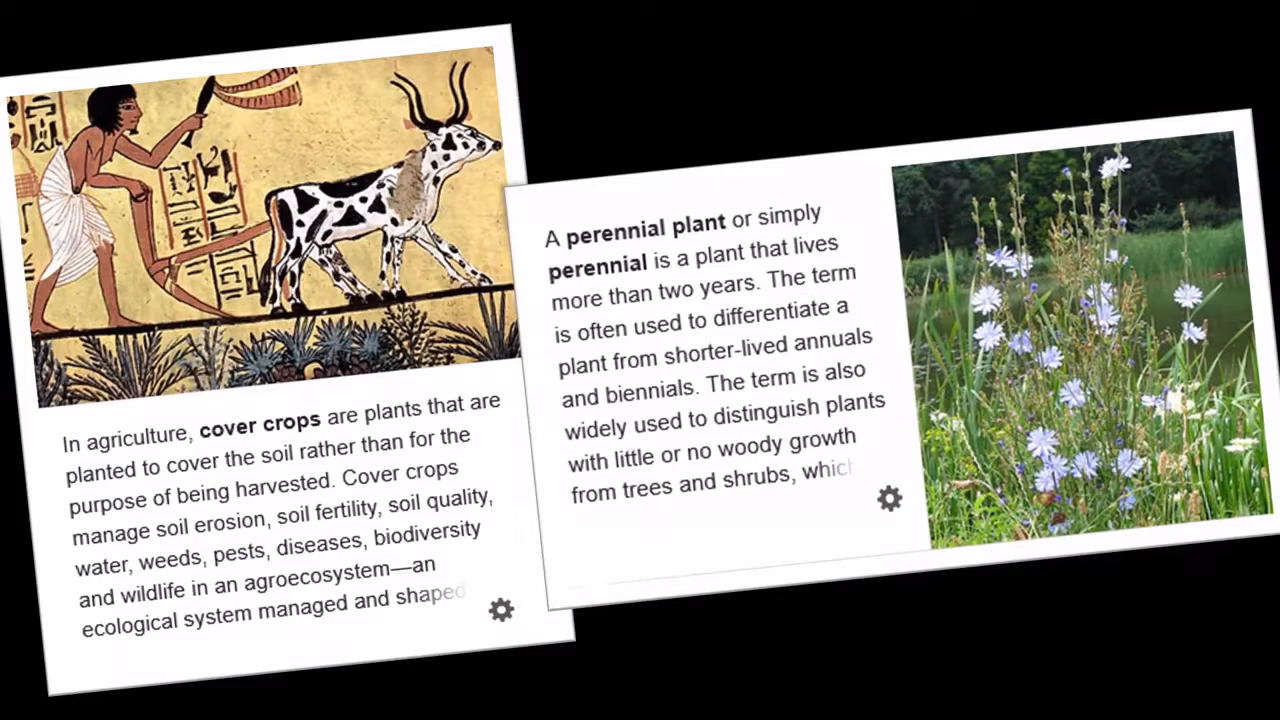 In agriculture, cover crops are plants that are
planted to cover the soil rather than for the
purpose of being harvested. Cover crops
manage soil erosion, soil fertility, soil quality,
water, weeds, pests, diseases, biodiversity
and wildlife in an agroecosystem—an
ecological system managed and shaped
A perennial plant or simply
perennial is a plant that lives
more than two years. The term
is often used to differentiate a
plant from shorter-lived annuals
and biennials. The term is also
widely used to distinguish plants
with little or no woody growth
from trees and shrubs, whic